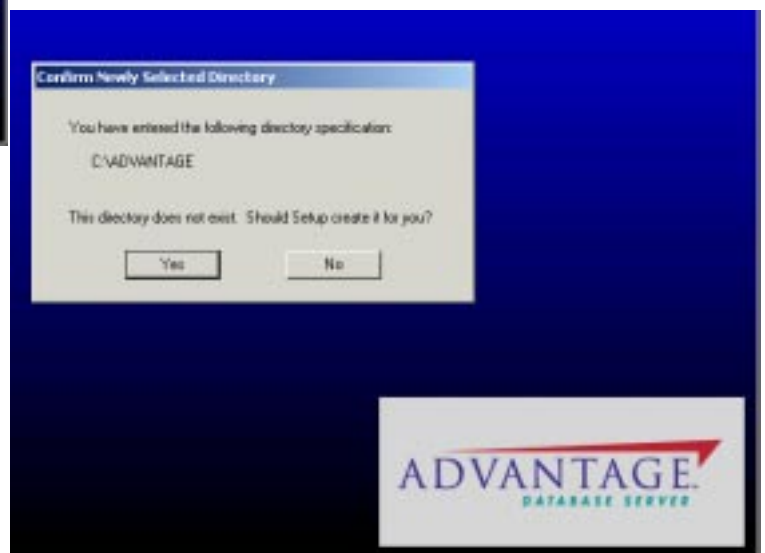 Confirm Newly Selected Directory
You have entered the following directory specification:
C:\ADVANTAGE
This directory does not exist. Should Setup create it for you?
Yes
No
ADVANTAGE.
DATABASE SERVER